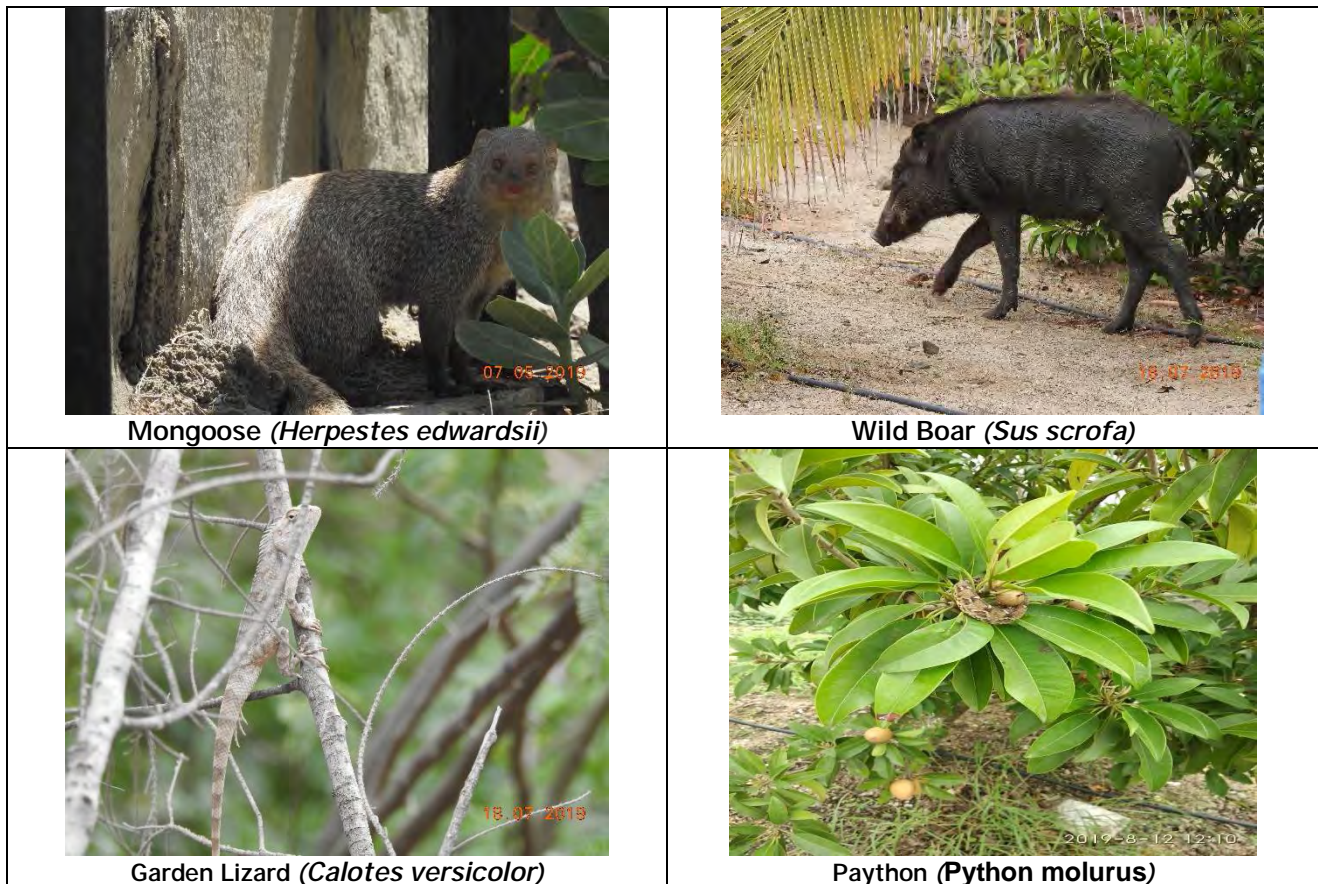 07 05 2019
19 07 2019
Mongoose (Herpestes edwardsii)
Wild Boar (Sus scrofa)
18 07 2019
2019-8-12 12:10
Garden Lizard (Calotes versicolor)
Paython (Python molurus)